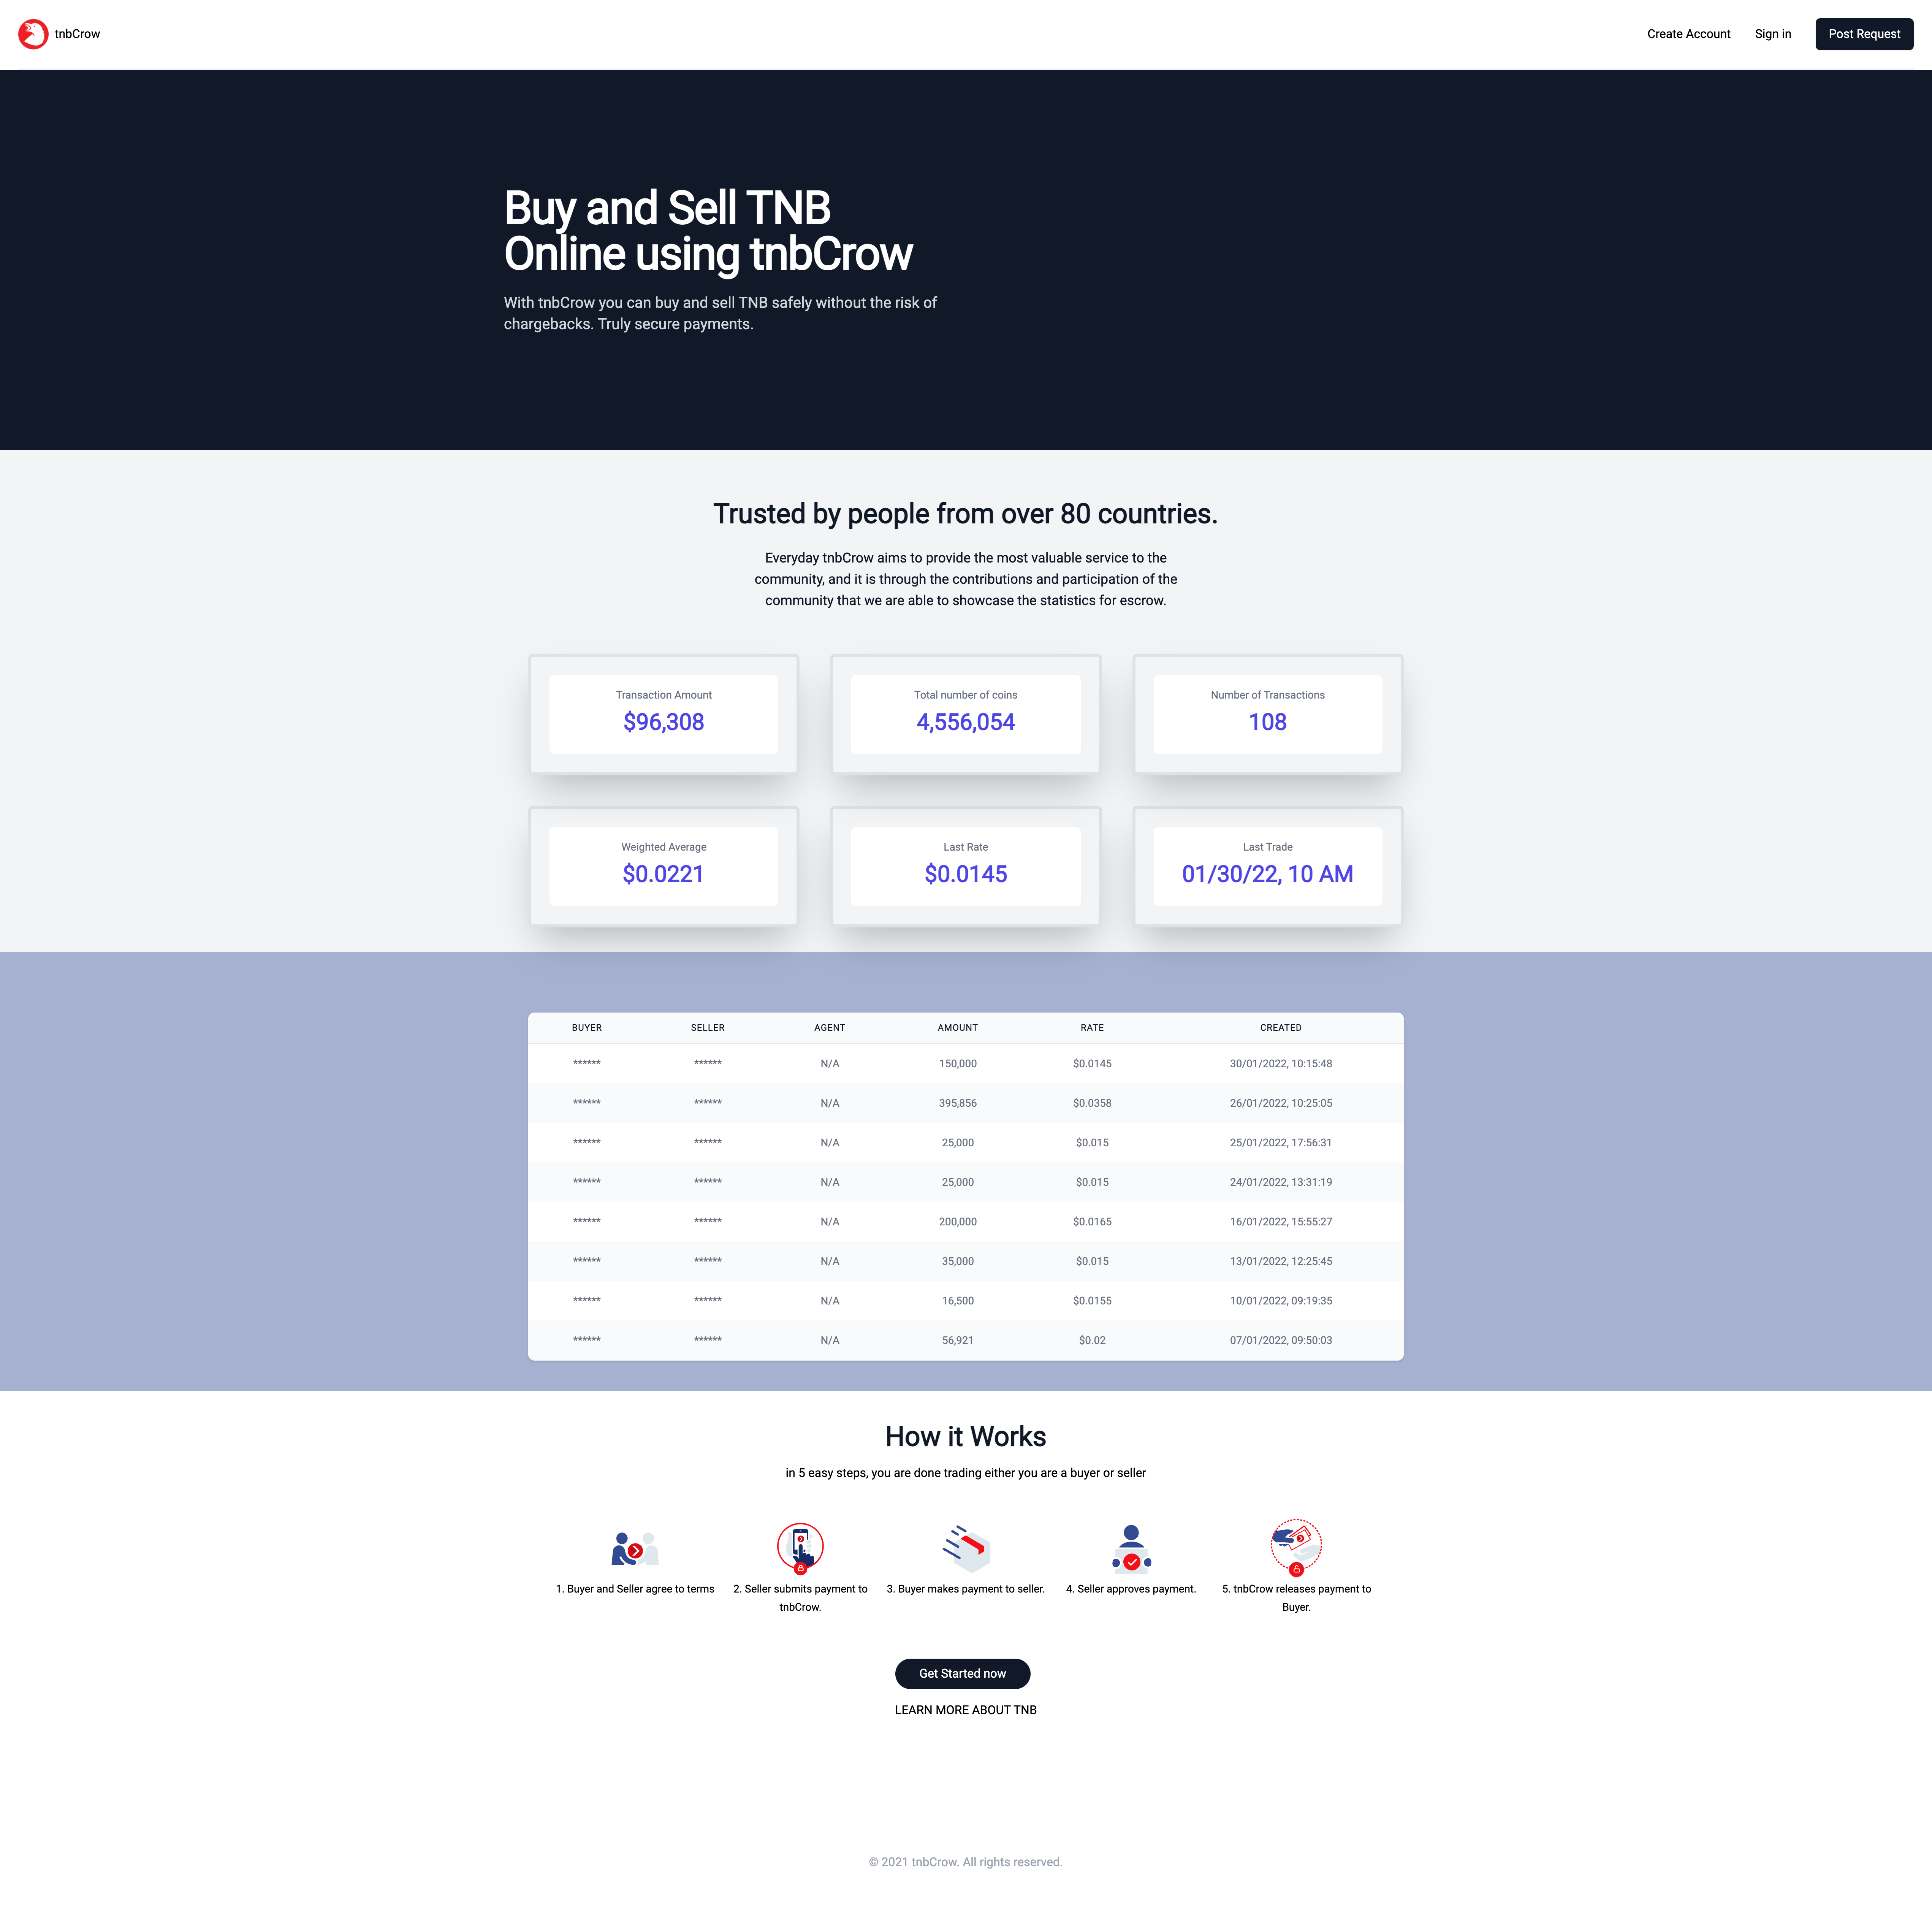 tnbCrow
Create Account
Sign in
Post Request
Buy and Sell TNB
Online using tnbCrow
With tnbCrow you can buy and sell TNB safely without the risk of
chargebacks. Truly secure payments.
Trusted by people from over 80 countries.
Everyday tnbCrow aims to provide the most valuable service to the
community, and it is through the contributions and participation of the
community that we are able to showcase the statistics for escrow.
Transaction Amount
$96,308
Total number of coins
4,556,054
Number of Transactions
108
Weighted Average
$0.0221
Last Rate
$0.0145
Last Trade
01/30/22, 10 AM
BUYER SELLER AGENT AMOUNT RATE CREATED
****** ****** N/A 150,000 $0.0145 30/01/2022, 10:15:48
****** ****** N/A 395,856 $0.0358 26/01/2022, 10:25:05
****** ****** N/A 25,000 $0.015 25/01/2022, 17:56:31
****** ****** N/A 25,000 $0.015 24/01/2022, 13:31:19
****** ****** N/A 200,000 $0.0165 16/01/2022, 15:55:27
****** ****** N/A 35,000 $0.015 13/01/2022, 12:25:45
****** ****** N/A 16,500 $0.0155 10/01/2022, 09:19:35
****** ****** N/A 56,921 $0.02 07/01/2022, 09:50:03
How it Works
in 5 easy steps, you are done trading either you are a buyer or seller
1. Buyer and Seller agree to terms
2. Seller submits payment to
tnbCrow.
3. Buyer makes payment to seller.
4. Seller approves payment.
5. tnbCrow releases payment to
Buyer.
Get Started now
LEARN MORE ABOUT TNB
© 2021 tnbCrow. All rights reserved.